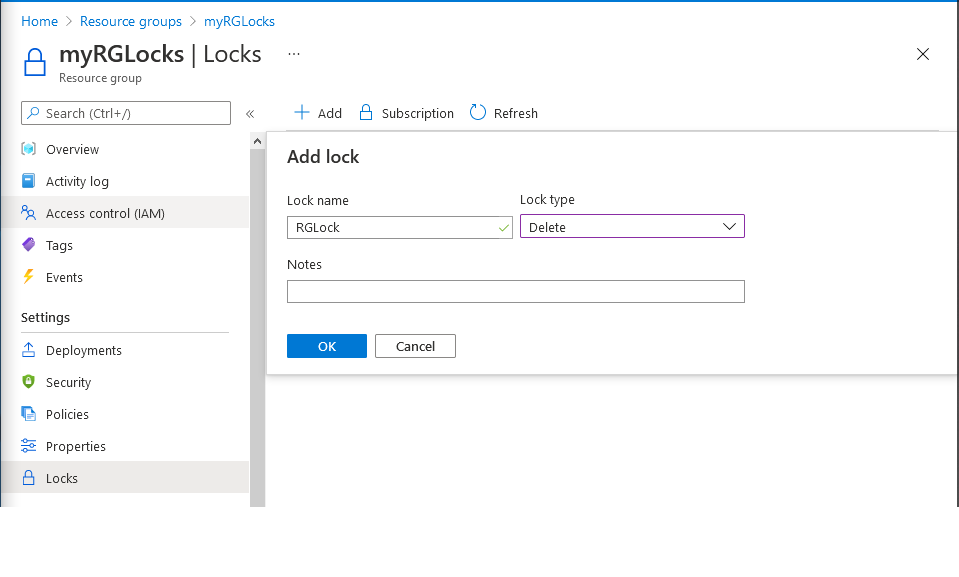 Home > Resource groups > myRGLocks
myRGLocks | Locks ...
Resource group
Search (Ctrl+/) «
+ Add Subscription Refresh
Overview
Activity log
Access control (IAM)
Tags
Events
Settings
Deployments
Security
Policies
Properties
Locks
Add lock
Lock name Lock type
RGLock Delete
Notes
OK Cancel